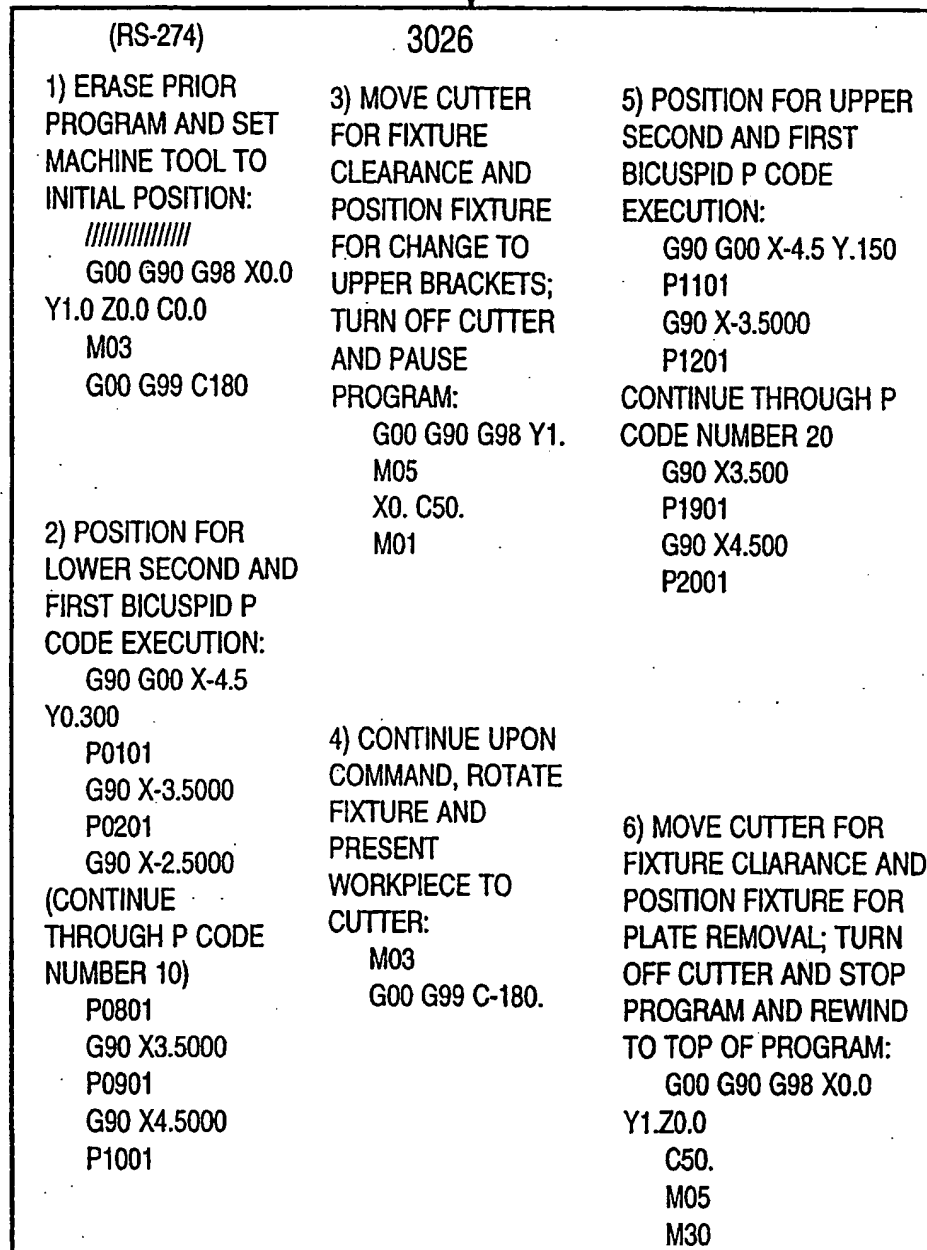 (RS-274)
3026
1) ERASE PRIOR
PROGRAM AND SET
MACHINE TOOL TO
INITIAL POSITION:
////////////////
G00 G90 G98 X0.0
Y1.0 Z0.0 C0.0
M03
G00 G99 C180
2) POSITION FOR
LOWER SECOND AND
FIRST BICUSPID P
CODE EXECUTION:
G90 G00 X-4.5
Y0.300
P0101
G90 X-3.5000
P0201
G90 X-2.5000
(CONTINUE
THROUGH P CODE
NUMBER 10)
P0801
G90 X3.5000
P0901
G90 X4.5000
P1001
3) MOVE CUTTER
FOR FIXTURE
CLEARANCE AND
POSITION FIXTURE
FOR CHANGE TO
UPPER BRACKETS;
TURN OFF CUTTER
AND PAUSE
PROGRAM:
G00 G90 G98 Y1.
M05
X0. C50.
M01
4) CONTINUE UPON
COMMAND, ROTATE
FIXTURE AND
PRESENT
WORKPIECE TO
CUTTER:
M03
G00 G99 C-180.
5) POSITION FOR UPPER
SECOND AND FIRST
BICUSPID P CODE
EXECUTION:
G90 G00 X-4.5 Y.150
P1101
G90 X-3.5000
P1201
CONTINUE THROUGH P
CODE NUMBER 20
G90 X3.500
P1901
G90 X4.500
P2001
6) MOVE CUTTER FOR
FIXTURE CLIARANCE AND
POSITION FIXTURE FOR
PLATE REMOVAL; TURN
OFF CUTTER AND STOP
PROGRAM AND REWIND
TO TOP OF PROGRAM:
G00 G90 G98 X0.0
Y1.Z0.0
C50.
M05
M30